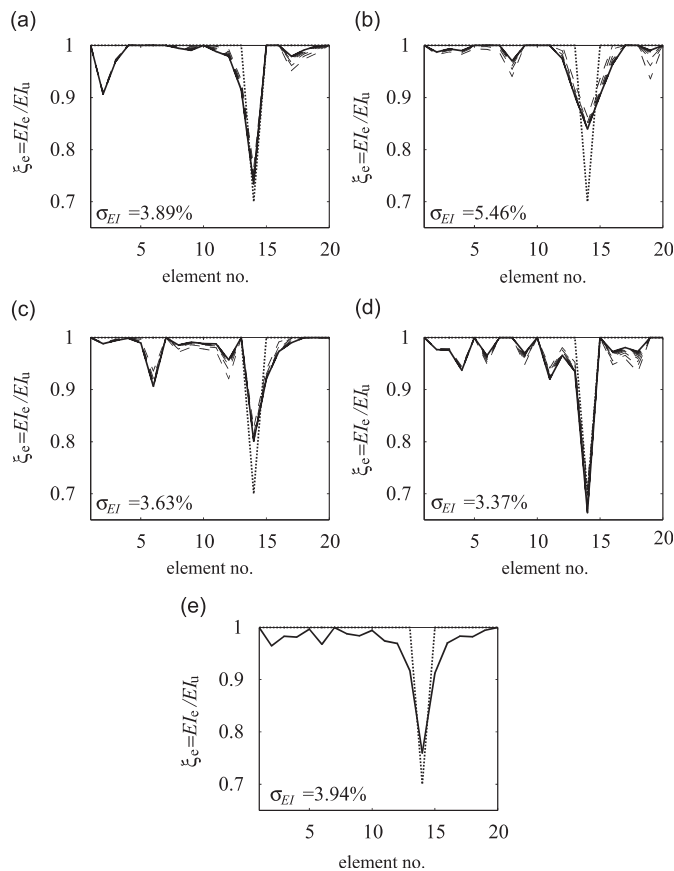 (a)
1
0.9
0.8
0.7
ξe=EIe/EIu
σEI =3.89%
5 10 15 20
element no.
(b)
1
0.9
0.8
0.7
ξe=EIe/EIu
σEI =5.46%
5 10 15 20
element no.
(c)
1
0.9
0.8
0.7
ξe=EIe/EIu
σEI =3.63%
5 10 15 20
element no.
(d)
1
0.9
0.8
0.7
ξe=EIe/EIu
σEI =3.37%
5 10 15 20
element no.
(e)
1
0.9
0.8
0.7
ξe=EIe/EIu
σEI =3.94%
5 10 15 20
element no.